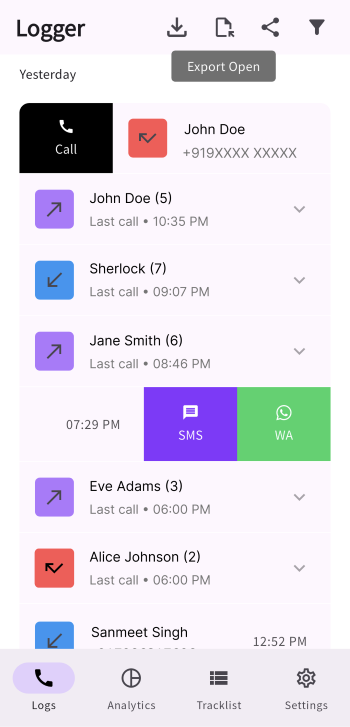 Logger
Export Open
Yesterday
Call
John Doe
+919XXXX XXXXX
John Doe (5)
Last call • 10:35 PM
Sherlock (7)
Last call • 09:07 PM
Jane Smith (6)
Last call • 08:46 PM
07:29 PM
SMS
WA
Eve Adams (3)
Last call • 06:00 PM
Alice Johnson (2)
Last call • 06:00 PM
Sanmeet Singh
12:52 PM
Logs
Analytics
Tracklist
Settings